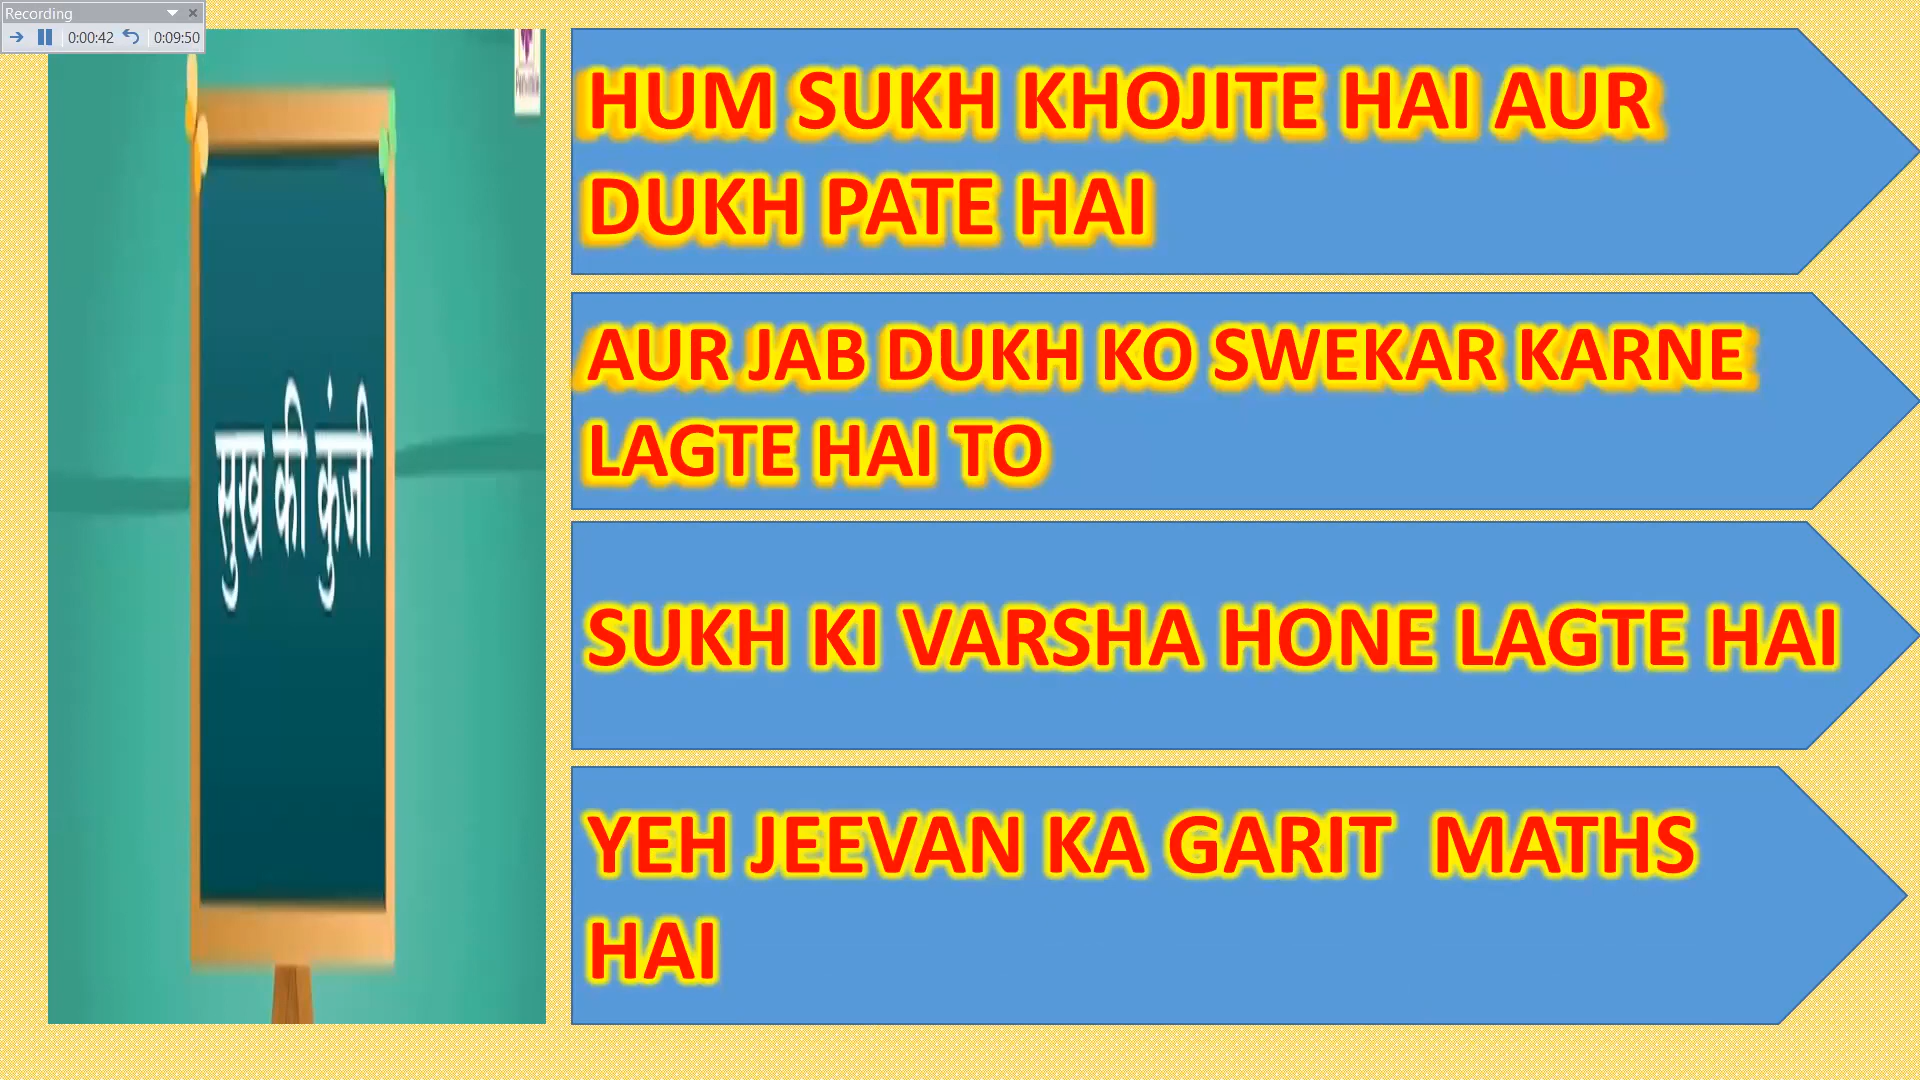 Recording
0:00:42 0:09:50
सुख की कुंजी
HUM SUKH KHOJITE HAI AUR
DUKH PATE HAI
AUR JAB DUKH KO SWEKAR KARNE
LAGTE HAI TO
SUKH KI VARSHA HONE LAGTE HAI
YEH JEEVAN KA GARIT MATHS
HAI